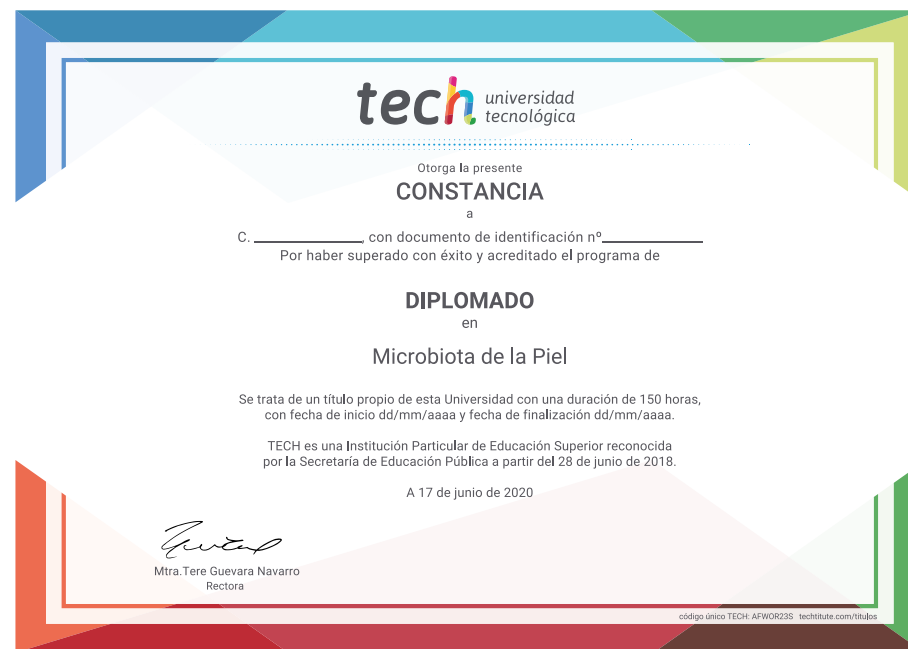 tech universidad
tecnológica
Otorga la presente
CONSTANCIA
a
C. ____________, con documento de identificación nº____________
Por haber superado con éxito y acreditado el programa de
DIPLOMADO
en
Microbiota de la Piel
Se trata de un título propio de esta Universidad con una duración de 150 horas,
con fecha de inicio dd/mm/aaaa y fecha de finalización dd/mm/aaaa.
TECH es una Institución Particular de Educación Superior reconocida
por la Secretaría de Educación Pública a partir del 28 de junio de 2018.
A 17 de junio de 2020
Mtra.Tere Guevara Navarro
Rectora
código único TECH: AFWOR23S techtitute.com/titulos